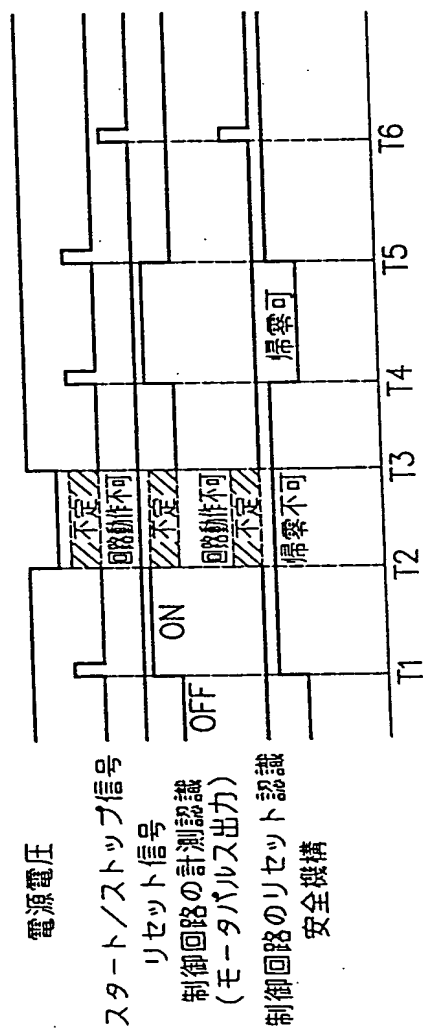 電源電圧
スタート/ストップ信号
リセット信号
制御回路の計測認識
(モータパルス出力)
制御回路のリセット認識
安全機構
不定
回路動作不可
OFF
ON
不定
回路動作不可
不定
帰零不可
帰零可
T1
T2
T3
T4
T5
T6